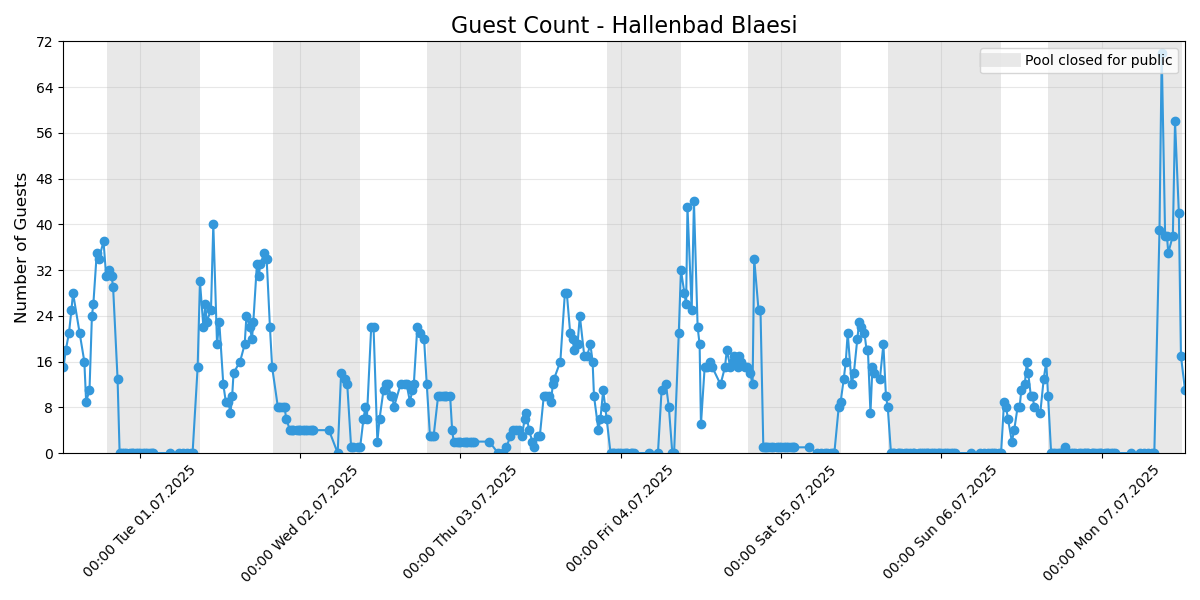 Guest Count - Hallenbad Blaesi
Pool closed for public
Number of Guests
72
64
56
48
40
32
24
16
8
0
00:00 Tue 01.07.2025
00:00 Wed 02.07.2025
00:00 Thu 03.07.2025
00:00 Fri 04.07.2025
00:00 Sat 05.07.2025
00:00 Sun 06.07.2025
00:00 Mon 07.07.2025